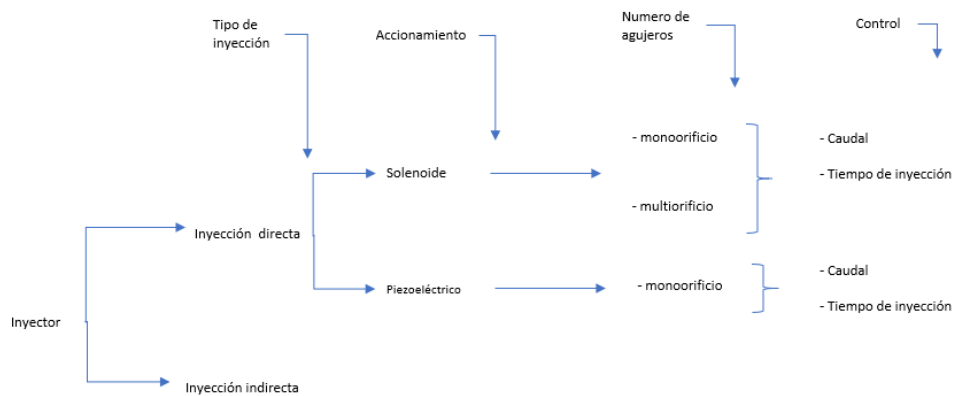 Tipo de
inyección
Accionamiento
Numero de
agujeros
Control
- monoorificio
- Caudal
Solenoide
- Tiempo de inyección
- multiorificio
Inyección directa
- Caudal
Piezoeléctrico
- monoorificio
- Tiempo de inyección
Inyector
Inyección indirecta